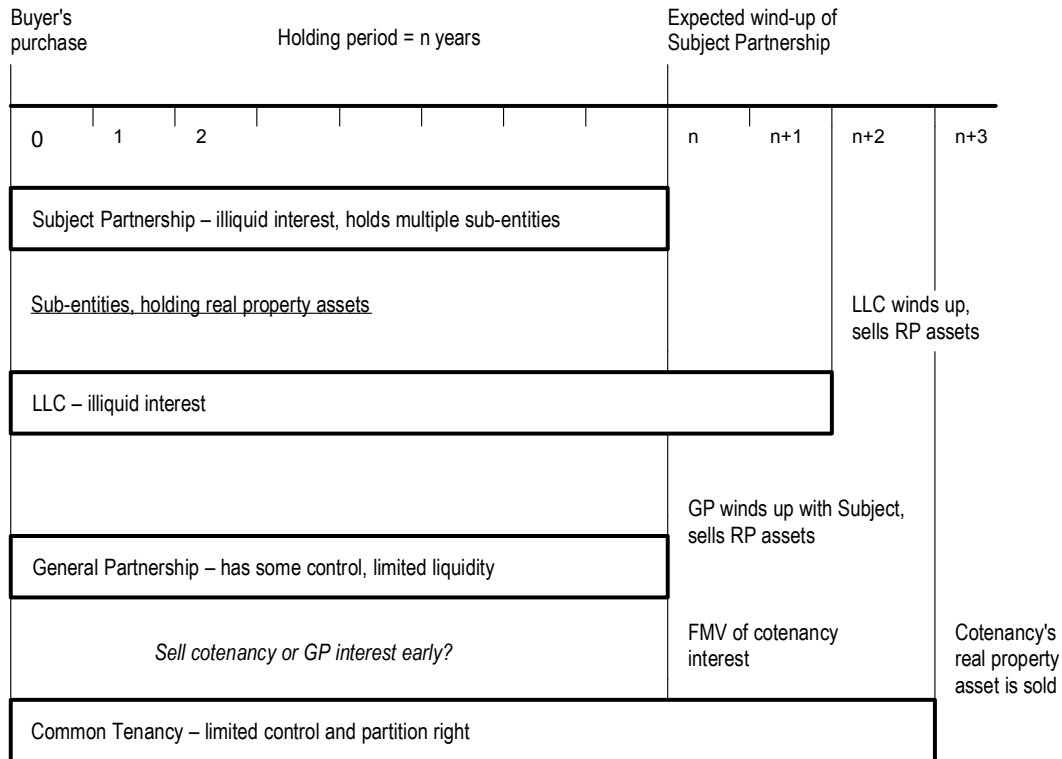 Buyer's
purchase
Holding period = n years
Expected wind-up of
Subject Partnership
0
1
2
n
n+1
n+2
n+3
Subject Partnership – illiquid interest, holds multiple sub-entities
Sub-entities, holding real property assets
LLC winds up,
sells RP assets
LLC – illiquid interest
GP winds up with Subject,
sells RP assets
General Partnership – has some control, limited liquidity
Sell cotenancy or GP interest early?
FMV of cotenancy
interest
Cotenancy's
real property
asset is sold
Common Tenancy – limited control and partition right